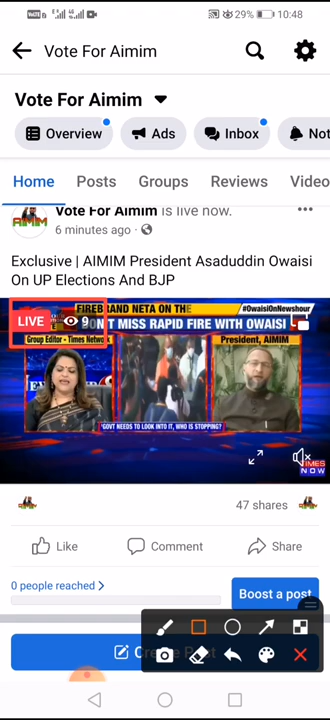 29% 10:48
Vote For Aimim
Vote For Aimim
Overview Ads Inbox Not
Home Posts Groups Reviews Video
Vote For Aimim is live now.
6 minutes ago
Exclusive | AIMIM President Asaduddin Owaisi
On UP Elections And BJP
FIREBRAND NETA ON THE #OwaisiOnNewshour
LIVE 9 ON'T MISS RAPID FIRE WITH OWAISI
Group Editor - Times Network President, AIMIM
'GOVT NEEDS TO LOOK INTO IT, WHO IS STOPPING?
TIMES
NOW
47 shares
Like Comment Share
0 people reached
Boost a post